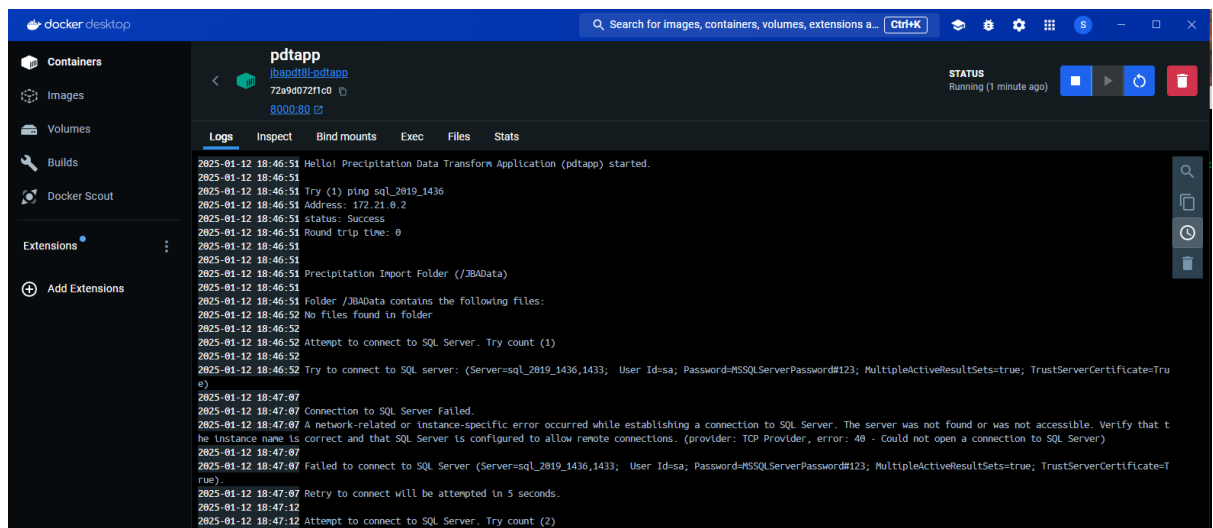 docker desktop
Search for images, containers, volumes, extensions a... Ctrl+K
S
Containers
Images
Volumes
Builds
Docker Scout
Extensions
Add Extensions
pdtapp
jbapdt8l-pdtapp
72a9d072f1c0
8000:80
STATUS
Running (1 minute ago)
Logs Inspect Bind mounts Exec Files Stats
2025-01-12 18:46:51 Hello! Precipitation Data Transform Application (pdtapp) started.
2025-01-12 18:46:51
2025-01-12 18:46:51 Try (1) ping sql_2019_1436
2025-01-12 18:46:51 Address: 172.21.0.2
2025-01-12 18:46:51 status: Success
2025-01-12 18:46:51 Round trip time: 0
2025-01-12 18:46:51
2025-01-12 18:46:51
2025-01-12 18:46:51 Precipitation Import Folder (/JBAData)
2025-01-12 18:46:51
2025-01-12 18:46:51 Folder /JBAData contains the following files:
2025-01-12 18:46:52 No files found in folder
2025-01-12 18:46:52
2025-01-12 18:46:52 Attempt to connect to SQL Server. Try count (1)
2025-01-12 18:46:52
2025-01-12 18:46:52 Try to connect to SQL server: (Server=sql_2019_1436,1433;  User Id=sa; Password=MSSQLServerPassword#123; MultipleActiveResultSets=true; TrustServerCertificate=Tru
e)
2025-01-12 18:47:07
2025-01-12 18:47:07 Connection to SQL Server Failed.
2025-01-12 18:47:07 A network-related or instance-specific error occurred while establishing a connection to SQL Server. The server was not found or was not accessible. Verify that t
he instance name is correct and that SQL Server is configured to allow remote connections. (provider: TCP Provider, error: 40 - Could not open a connection to SQL Server)
2025-01-12 18:47:07
2025-01-12 18:47:07 Failed to connect to SQL Server (Server=sql_2019_1436,1433;  User Id=sa; Password=MSSQLServerPassword#123; MultipleActiveResultSets=true; TrustServerCertificate=T
rue).
2025-01-12 18:47:07 Retry to connect will be attempted in 5 seconds.
2025-01-12 18:47:12
2025-01-12 18:47:12 Attempt to connect to SQL Server. Try count (2)